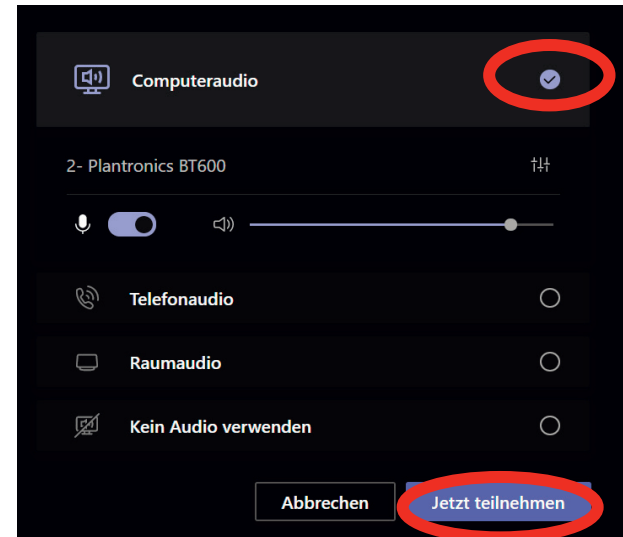 Computeraudio
2- Plantronics BT600
Telefonaudio
Raumaudio
Kein Audio verwenden
Abbrechen Jetzt teilnehmen